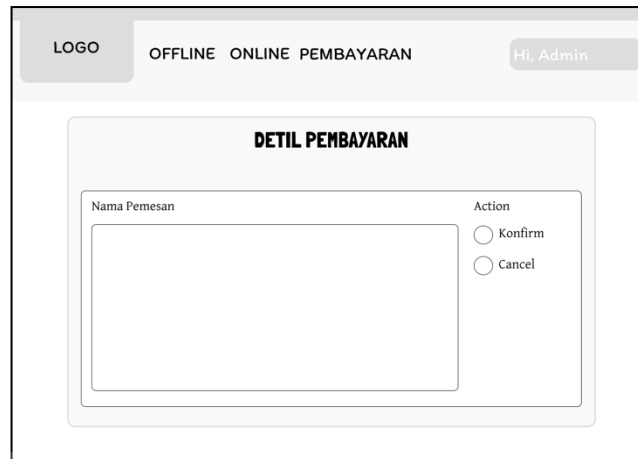 LOGO
OFFLINE ONLINE PEMBAYARAN
Hi, Admin
DETIL PEMBAYARAN
Nama Pemesan
Action
Konfirm
Cancel